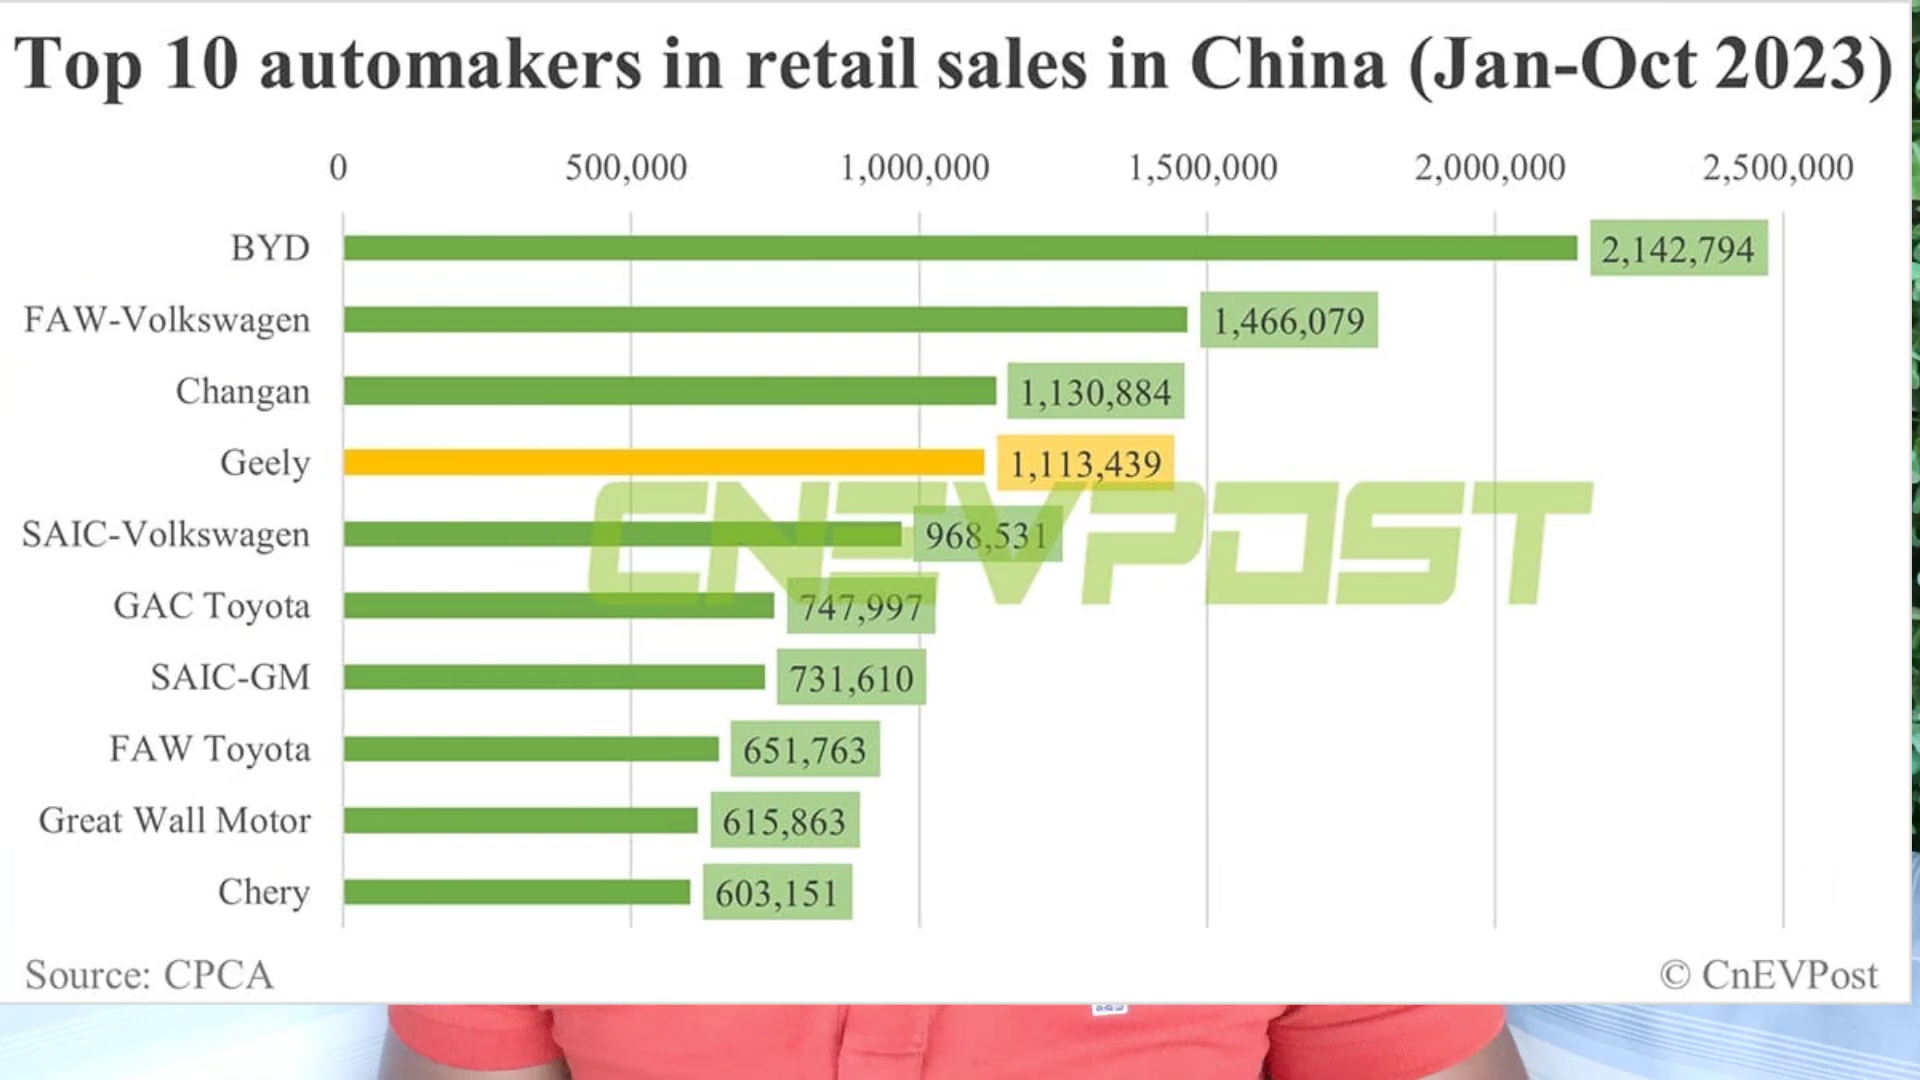 Top 10 automakers in retail sales in China (Jan-Oct 2023)
0 500,000 1,000,000 1,500,000 2,000,000 2,500,000
BYD 2,142,794
FAW-Volkswagen 1,466,079
Changan 1,130,884
Geely 1,113,439
CNEVPOST
SAIC-Volkswagen 968,531
GAC Toyota 747,997
SAIC-GM 731,610
FAW Toyota 651,763
Great Wall Motor 615,863
Chery 603,151
Source: CPCA © CnEVPost